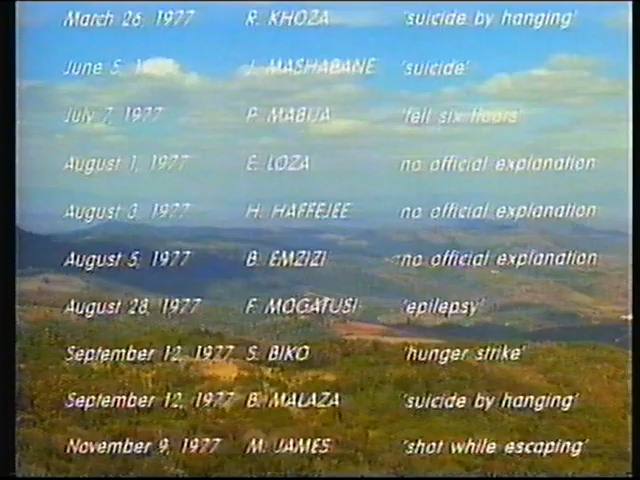 March 26, 1977 R. KHOZA 'suicide by hanging'
June 5, 1977 J. MASHABANE 'suicide'
July 7, 1977 P. MABIJA 'fell six floors'
August 1, 1977 E. LOZA no official explanation
August 3, 1977 H. HAFFEJEE no official explanation
August 5, 1977 B. EMZIZI no official explanation
August 28, 1977 F. MOGATUSI 'epilepsy'
September 12, 1977 S. BIKO 'hunger strike'
September 12, 1977 B. MALAZA 'suicide by hanging'
November 9, 1977 M. JAMES 'shot while escaping'